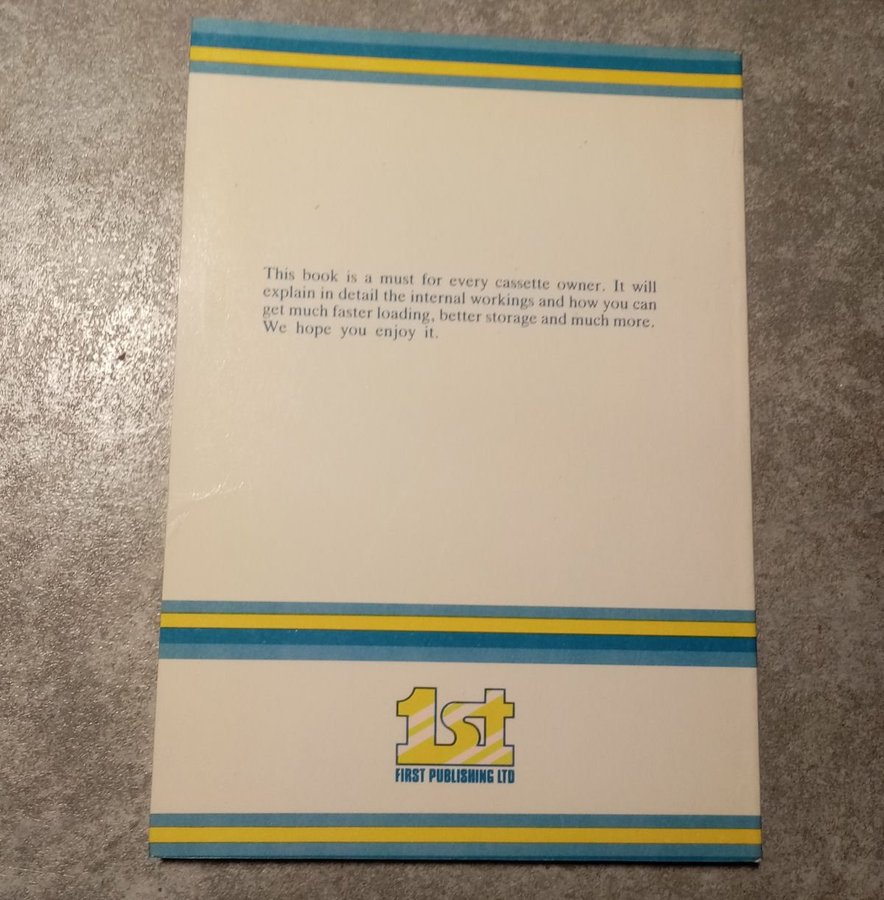 This book is a must for every cassette owner. It will
explain in detail the internal workings and how you can
get much faster loading, better storage and much more.
We hope you enjoy it.
1st
FIRST PUBLISHING LTD